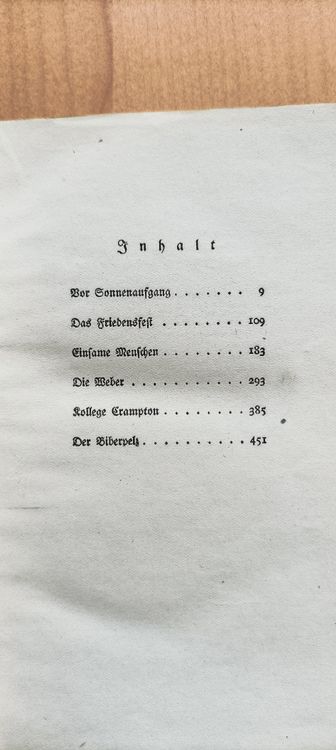 Inhalt
Vor Sonnenaufgang . . . . . . . 9
Das Friedensfest . . . . . . . . 109
Einsame Menschen . . . . . . . . 183
Die Weber . . . . . . . . . . . 293
Kollege Crampton . . . . . . . . 385
Der Biberpelz . . . . . . . . . . 451